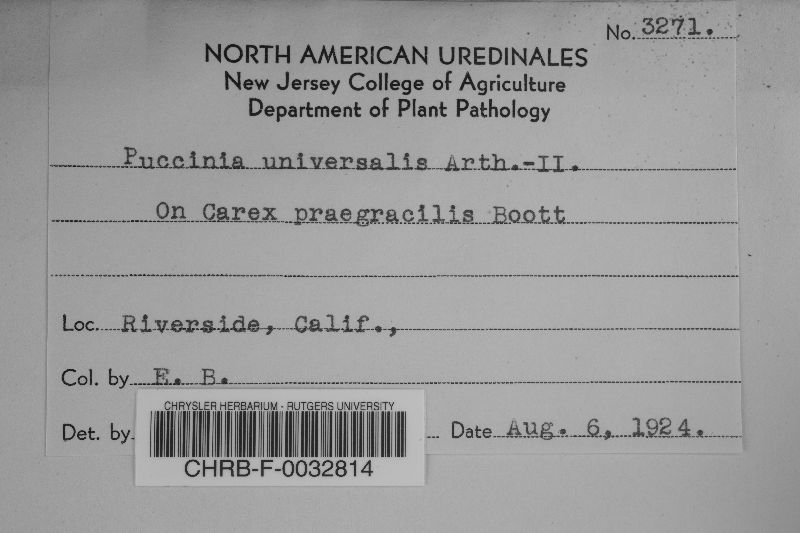 No. 3271.
NORTH AMERICAN UREDINALES
New Jersey College of Agriculture
Department of Plant Pathology
Puccinia universalis Arth.-II.
On Carex praegracilis Boott
Loc. Riverside, Calif.,
Col. by E. B.
CHRYSLER HERBARIUM - RUTGERS UNIVERSITY
Det. by Date Aug. 6, 1924.
CHRB-F-0032814